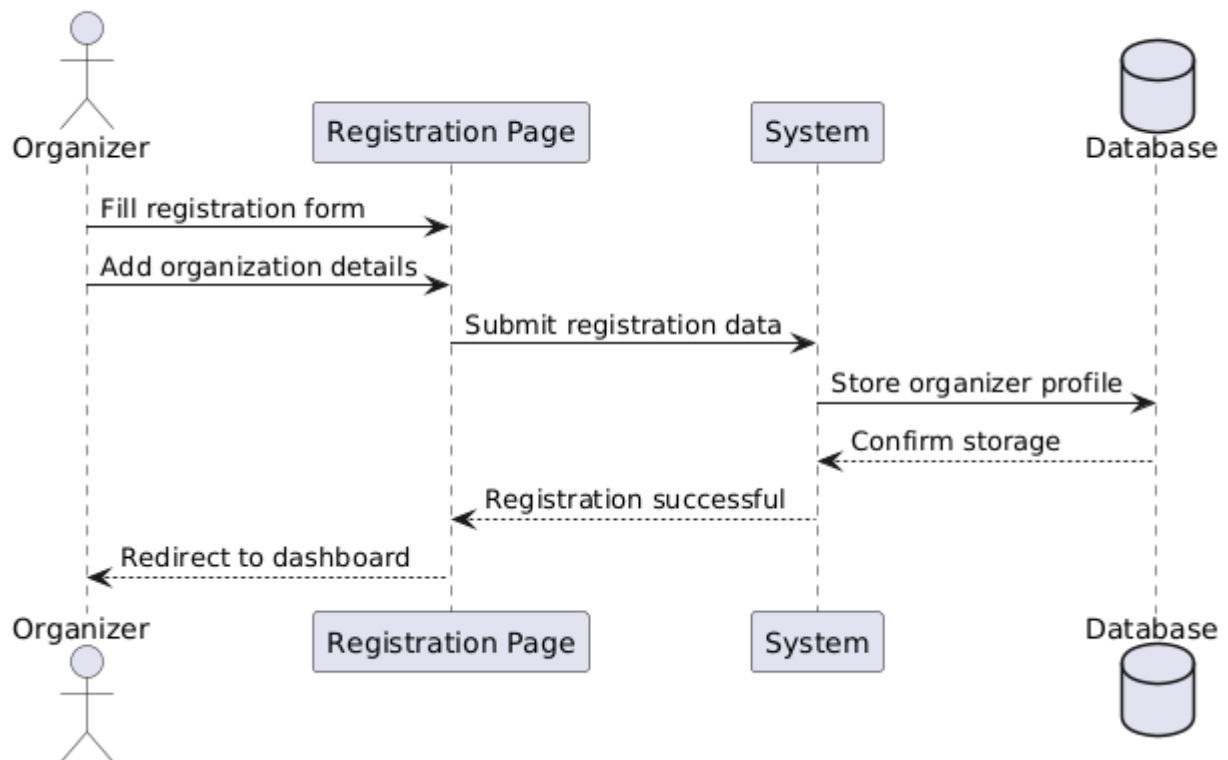 Organizer
Registration Page
System
Database
Fill registration form
Add organization details
Submit registration data
Store organizer profile
Confirm storage
Registration successful
Redirect to dashboard
Organizer
Registration Page
System
Database